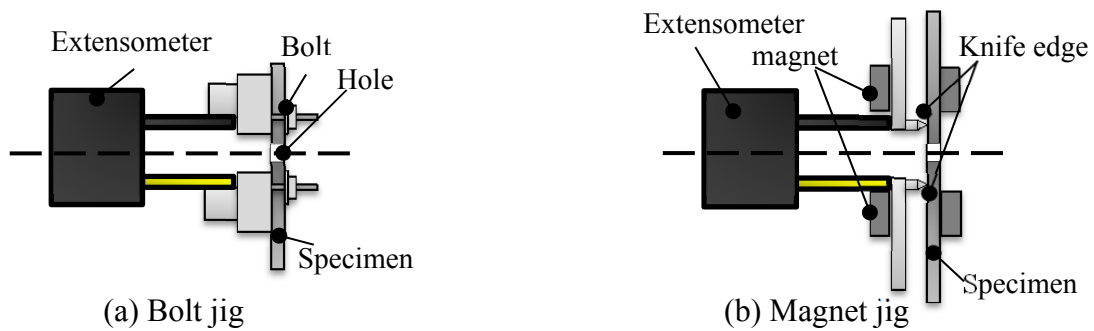 Extensometer
Bolt
Hole
Specimen
(a) Bolt jig
Extensometer
magnet
Knife edge
Specimen
(b) Magnet jig